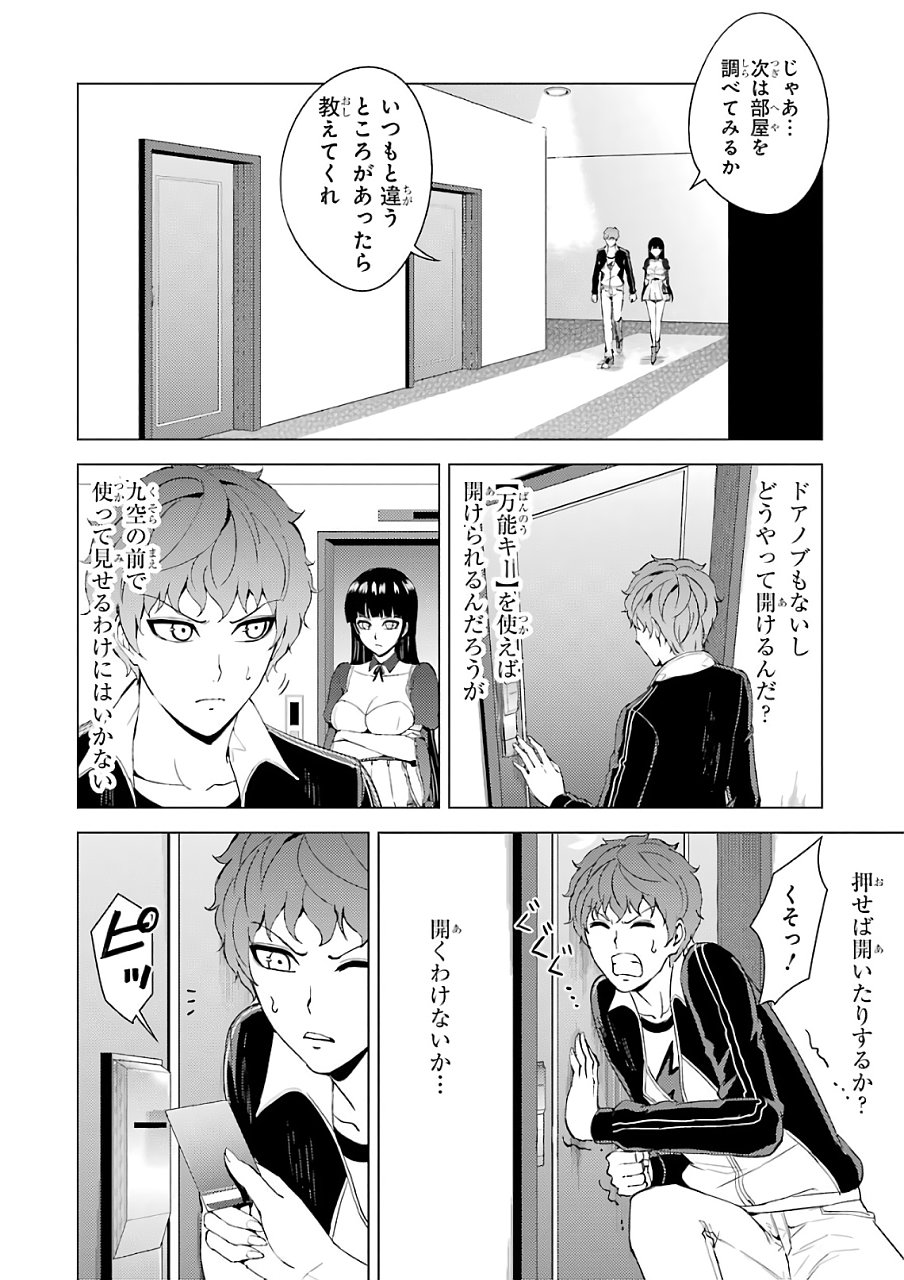 じゃあ…
次は部屋を
調べてみるか
いつもと違う
ところがあったら
教えてくれ
ドアノブもないし
どうやって開けるんだ?
【万能キー】を使えば
開けられるんだろうが
九空の前で
使って見せるわけにはいかない
押せば開いたりするか?
くそっ!
ぐぐぐ
開くわけないか…
ピッ